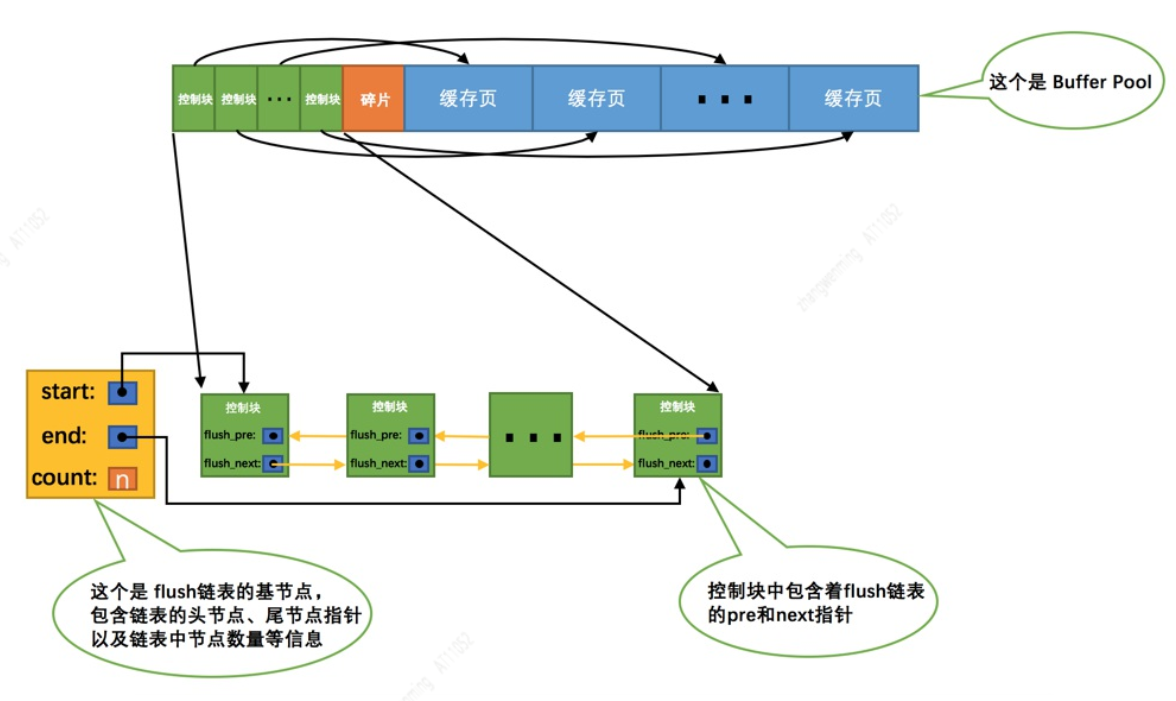 控制块 控制块 ··· 控制块 碎片 缓存页 缓存页 ··· 缓存页
这个是 Buffer Pool
zhangwenming AT11052
AT11052
start:
end:
count: n
控制块
flush_pre:
flush_next:
控制块
flush_pre:
flush_next:
···
控制块
flush_pre:
flush_next:
这个是 flush链表的基节点，
包含链表的头节点、尾节点指针
以及链表中节点数量等信息
控制块中包含着flush链表
的pre和next指针
AT11052